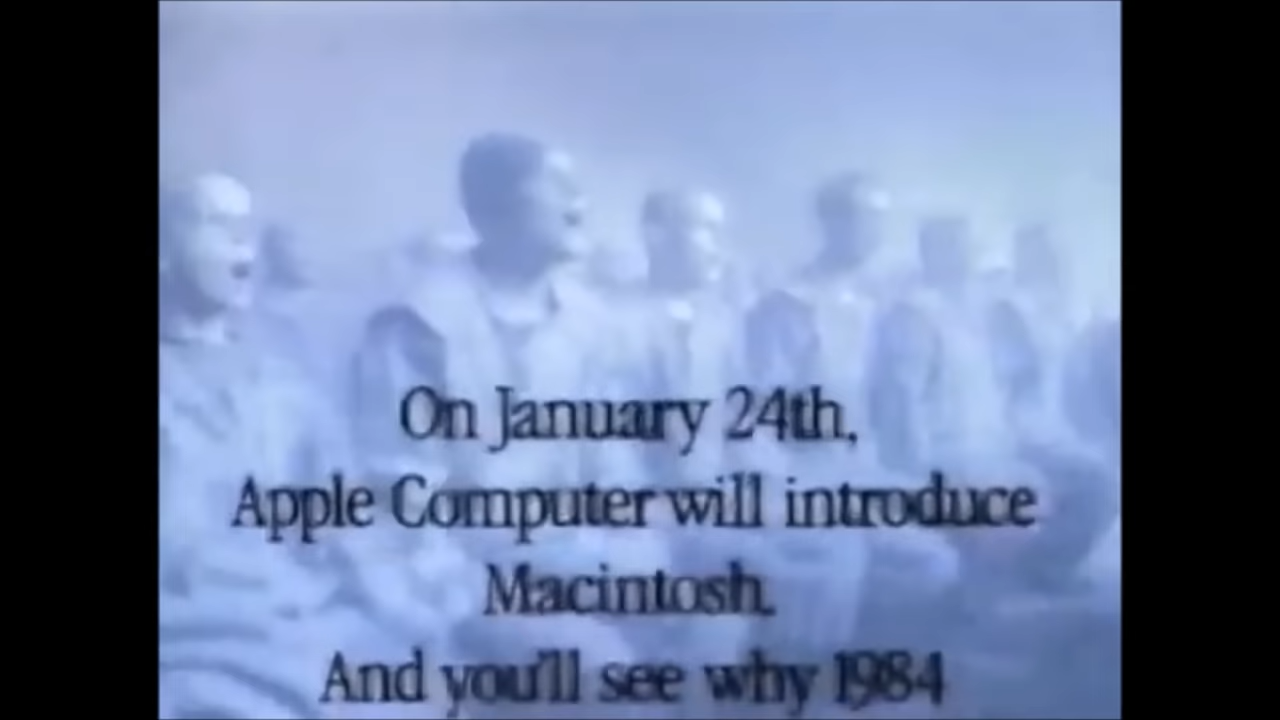 On January 24th,
Apple Computer will introduce
Macintosh.
And you'll see why 1984